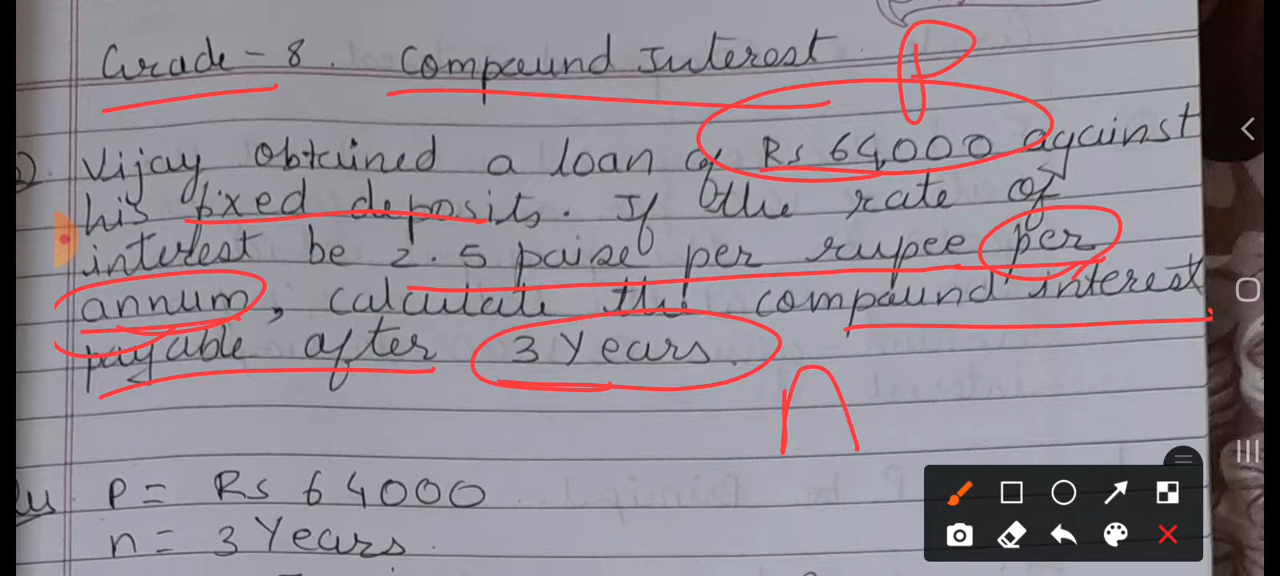 Grade - 8. Compound Interest P
Q. Vijay obtained a loan of Rs 64,000 against
his fixed deposits. If the rate of
interest be 2.5 paise per rupee per
annum, calculate the compound interest
payable after 3 Years.
n
P = Rs 64000
n = 3 Years.